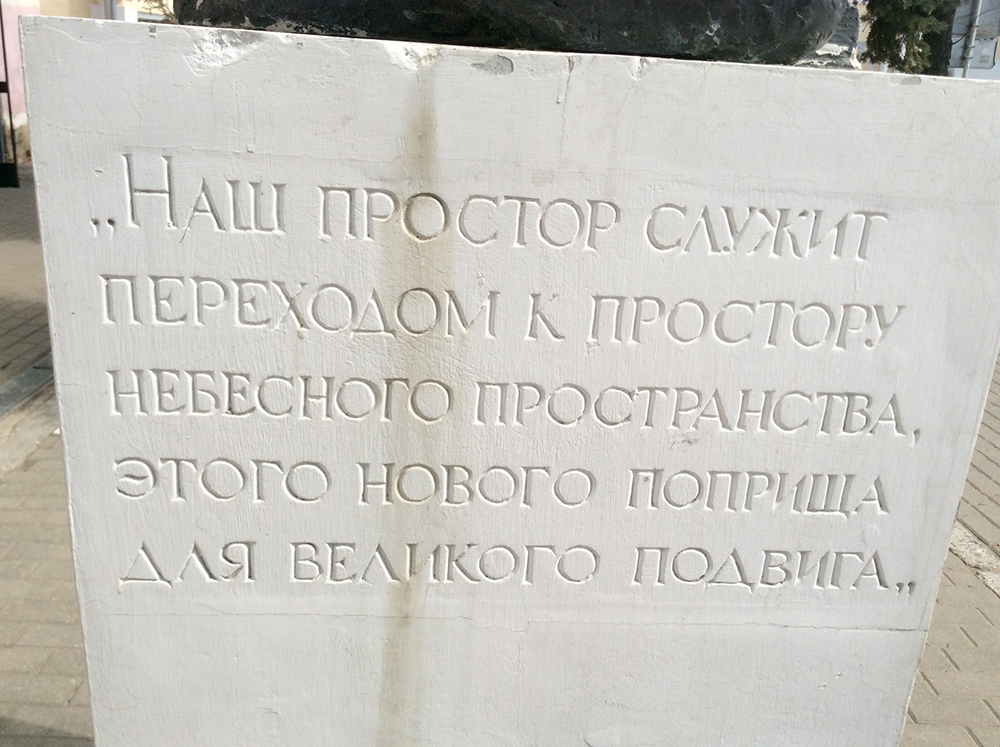 „Наш простор служит
переходом к простору
небесного пространства,
этого нового поприща
для великого подвига„